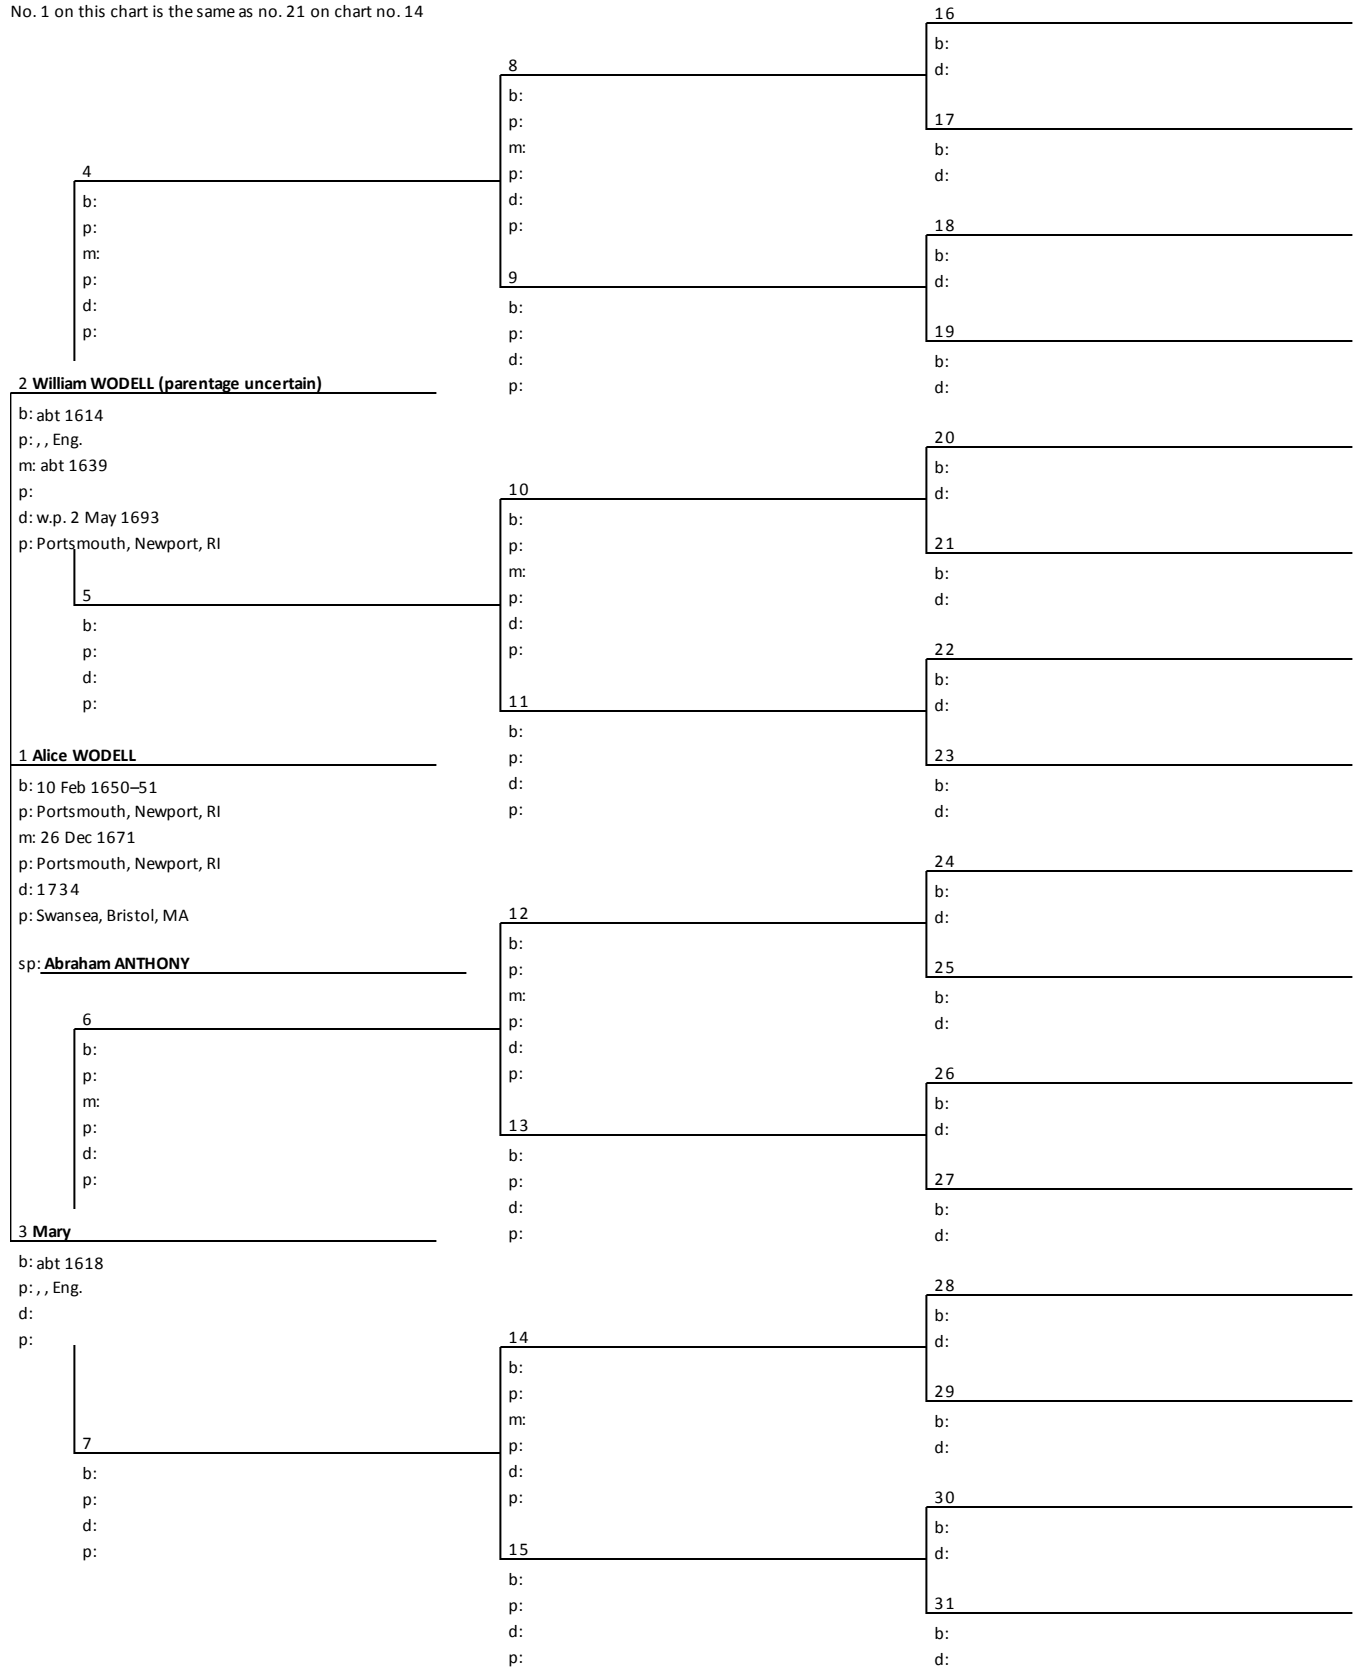 No. 1 on this chart is the same as no. 21 on chart no. 14
4
b:
p:
m:
p:
d:
p:
2 William WODELL (parentage uncertain)
b: abt 1614
p: , , Eng.
m: abt 1639
p:
d: w.p. 2 May 1693
p: Portsmouth, Newport, RI
5
b:
p:
d:
p:
1 Alice WODELL
b: 10 Feb 1650–51
p: Portsmouth, Newport, RI
m: 26 Dec 1671
p: Portsmouth, Newport, RI
d: 1734
p: Swansea, Bristol, MA
sp: Abraham ANTHONY
6
b:
p:
m:
p:
d:
p:
3 Mary
b: abt 1618
p: , , Eng.
d:
p:
7
b:
p:
d:
p:
8
b:
p:
m:
p:
d:
p:
9
b:
p:
d:
p:
10
b:
p:
m:
p:
d:
p:
11
b:
p:
d:
p:
12
b:
p:
m:
p:
d:
p:
13
b:
p:
d:
p:
14
b:
p:
m:
p:
d:
p:
15
b:
p:
d:
p:
16
b:
d:
17
b:
d:
18
b:
d:
19
b:
d:
20
b:
d:
21
b:
d:
22
b:
d:
23
b:
d:
24
b:
d:
25
b:
d:
26
b:
d:
27
b:
d:
28
b:
d:
29
b:
d:
30
b:
d:
31
b:
d: